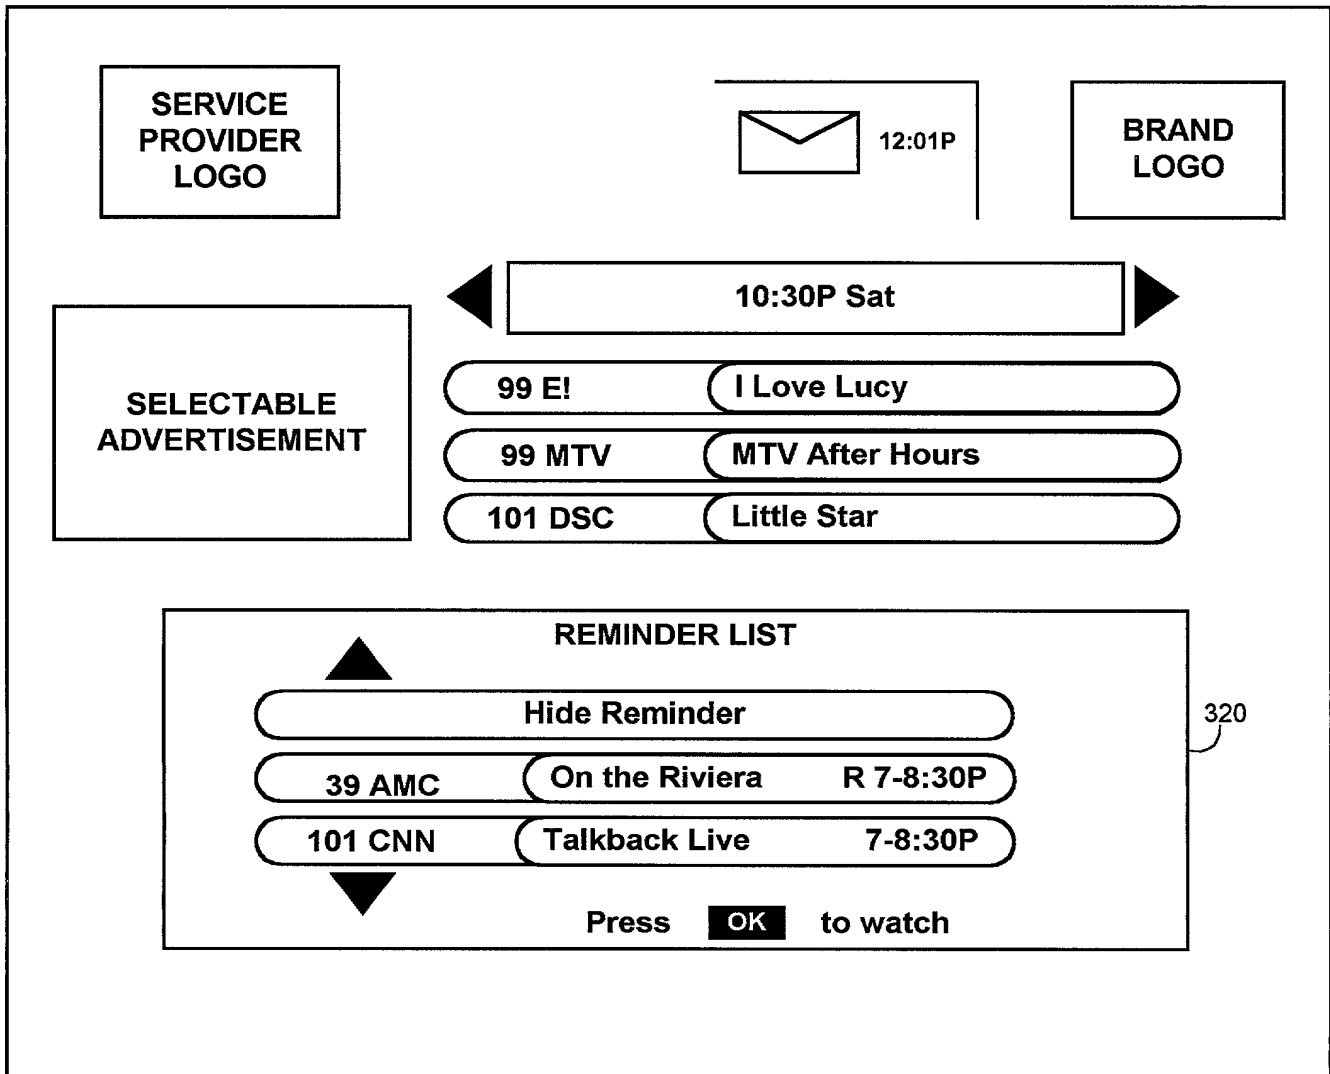 SERVICE
PROVIDER
LOGO
12:01P
BRAND
LOGO
10:30P Sat
SELECTABLE
ADVERTISEMENT
99 E! I Love Lucy
99 MTV MTV After Hours
101 DSC Little Star
REMINDER LIST
Hide Reminder
39 AMC On the Riviera R 7-8:30P
101 CNN Talkback Live 7-8:30P
Press OK to watch
320